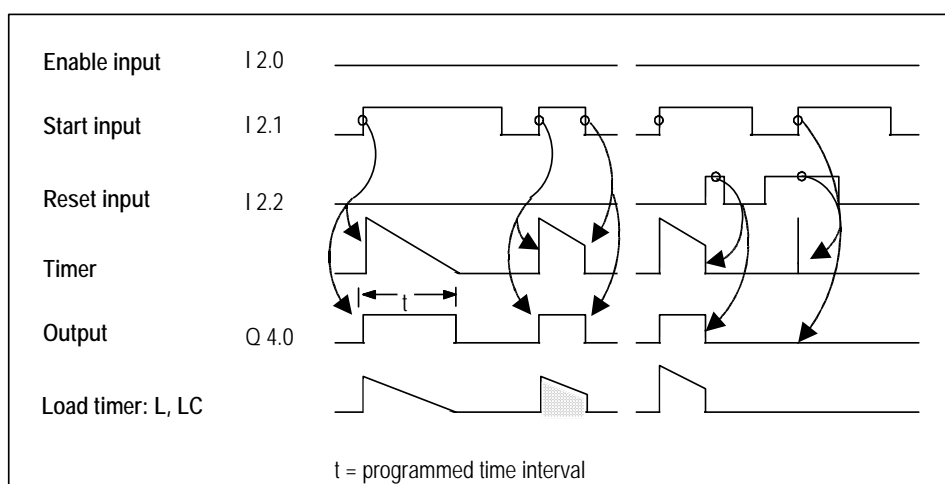 Enable input I 2.0
Start input I 2.1
Reset input I 2.2
Timer
t
Output Q 4.0
Load timer: L, LC
t = programmed time interval